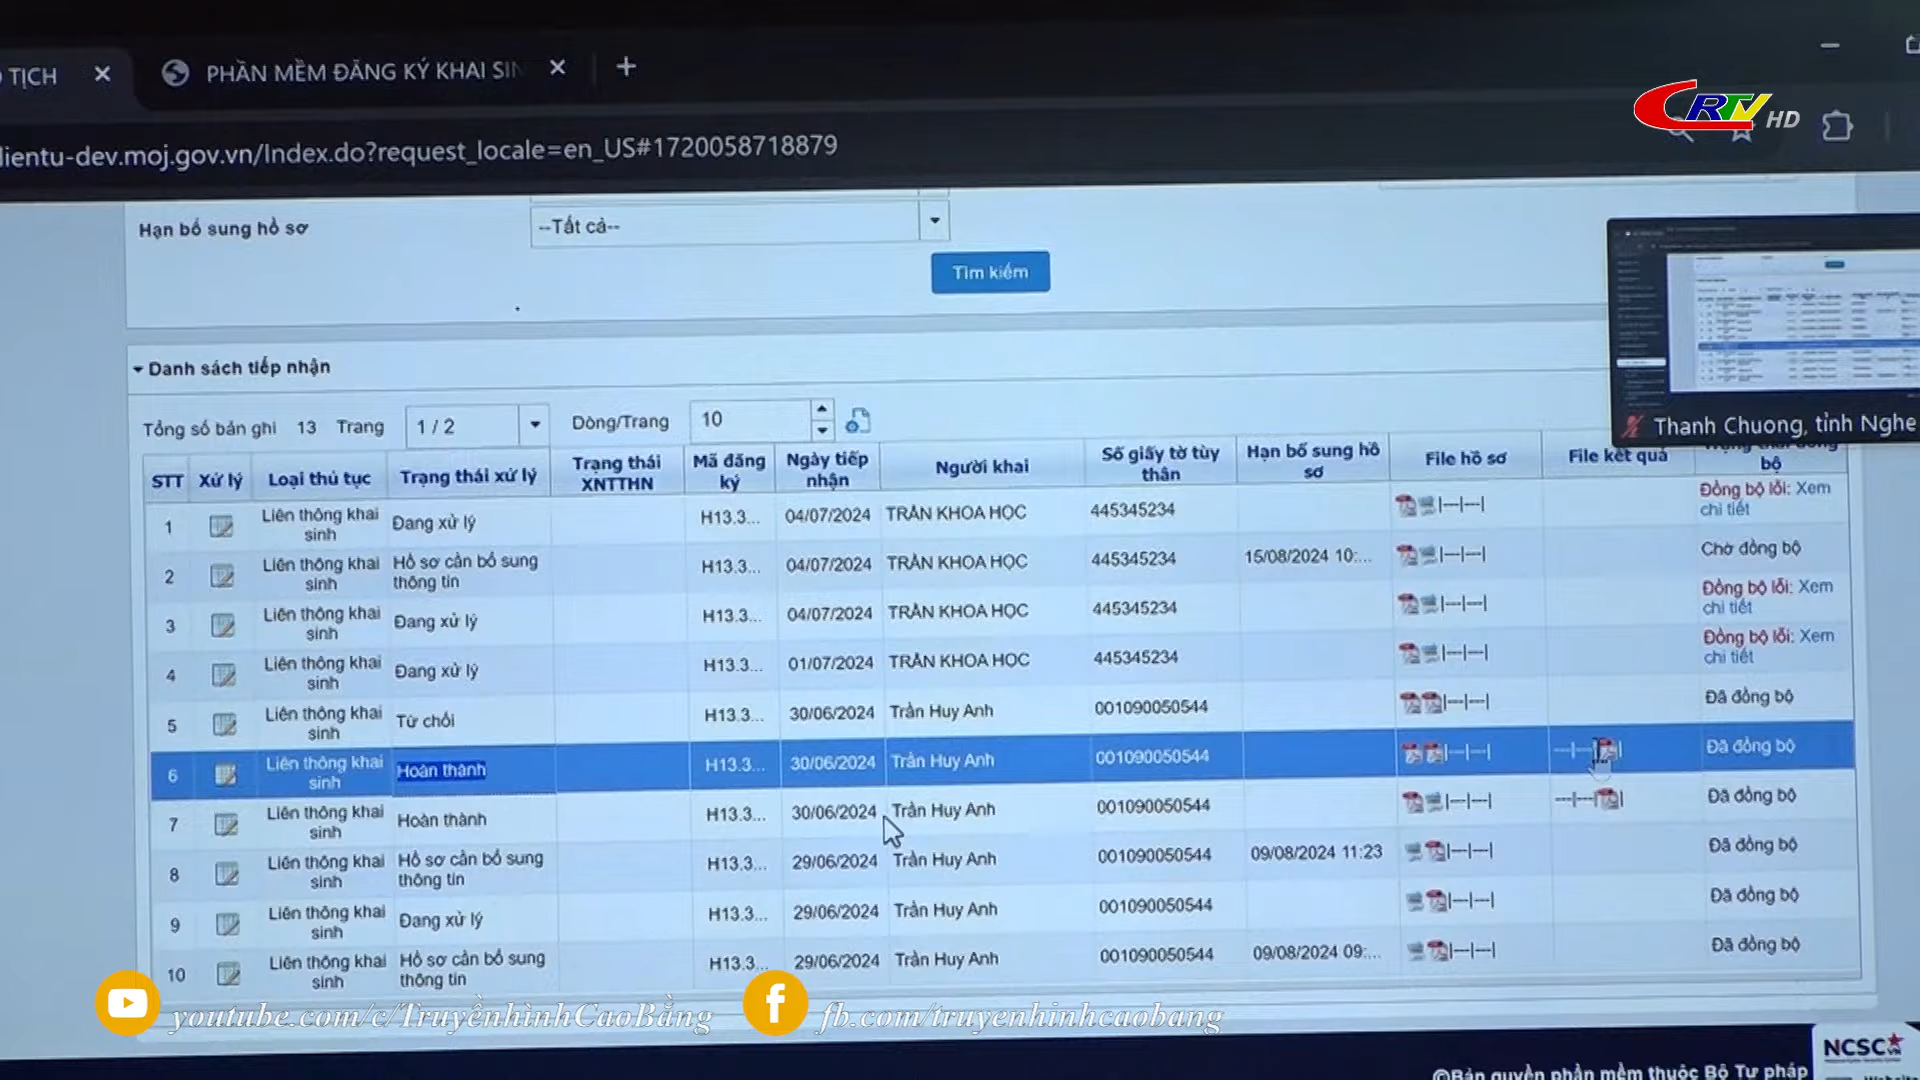 TỊCH
PHẦN MỀM ĐĂNG KÝ KHAI SIN
CRTV HD
lientu-dev.moj.gov.vn/Index.do?request_locale=en_US#1720058718879
Hạn bổ sung hồ sơ --Tất cả--
Tìm kiếm
Danh sách tiếp nhận
Thanh Chuong, tỉnh Nghe
Tổng số bản ghi 13 Trang 1 / 2 Dòng/Trang 10
STT Xử lý Loại thủ tục Trạng thái xử lý Trạng thái XNTTHN Mã đăng ký Ngày tiếp nhận Người khai Số giấy tờ tùy thân Hạn bổ sung hồ sơ File hồ sơ File kết quả bộ
1 Liên thông khai sinh Đang xử lý H13.3... 04/07/2024 TRẦN KHOA HỌC 445345234 |---|---| Đồng bộ lỗi: Xem chi tiết
2 Liên thông khai sinh Hồ sơ cần bổ sung thông tin H13.3... 04/07/2024 TRẦN KHOA HỌC 445345234 15/08/2024 10:... |---|---| Chờ đồng bộ
3 Liên thông khai sinh Đang xử lý H13.3... 04/07/2024 TRẦN KHOA HỌC 445345234 |---|---| Đồng bộ lỗi: Xem chi tiết
4 Liên thông khai sinh Đang xử lý H13.3... 01/07/2024 TRẦN KHOA HỌC 445345234 |---|---| Đồng bộ lỗi: Xem chi tiết
5 Liên thông khai sinh Từ chối H13.3... 30/06/2024 Trần Huy Anh 001090050544 |---|---| Đã đồng bộ
6 Liên thông khai sinh Hoàn thành H13.3... 30/06/2024 Trần Huy Anh 001090050544 |---|---| ---|---| Đã đồng bộ
7 Liên thông khai sinh Hoàn thành H13.3... 30/06/2024 Trần Huy Anh 001090050544 |---|---| ---|---| Đã đồng bộ
8 Liên thông khai sinh Hồ sơ cần bổ sung thông tin H13.3... 29/06/2024 Trần Huy Anh 001090050544 09/08/2024 11:23 |---|---| Đã đồng bộ
9 Liên thông khai sinh Đang xử lý H13.3... 29/06/2024 Trần Huy Anh 001090050544 |---|---| Đã đồng bộ
10 Liên thông khai sinh Hồ sơ cần bổ sung thông tin H13.3... 29/06/2024 Trần Huy Anh 001090050544 09/08/2024 09:... |---|---| Đã đồng bộ
youtube.com/c/TruyềnhìnhCaoBằng
fb.com/truyenhinhcaobang
NCSC
©Bản quyền phần mềm thuộc Bộ Tư pháp